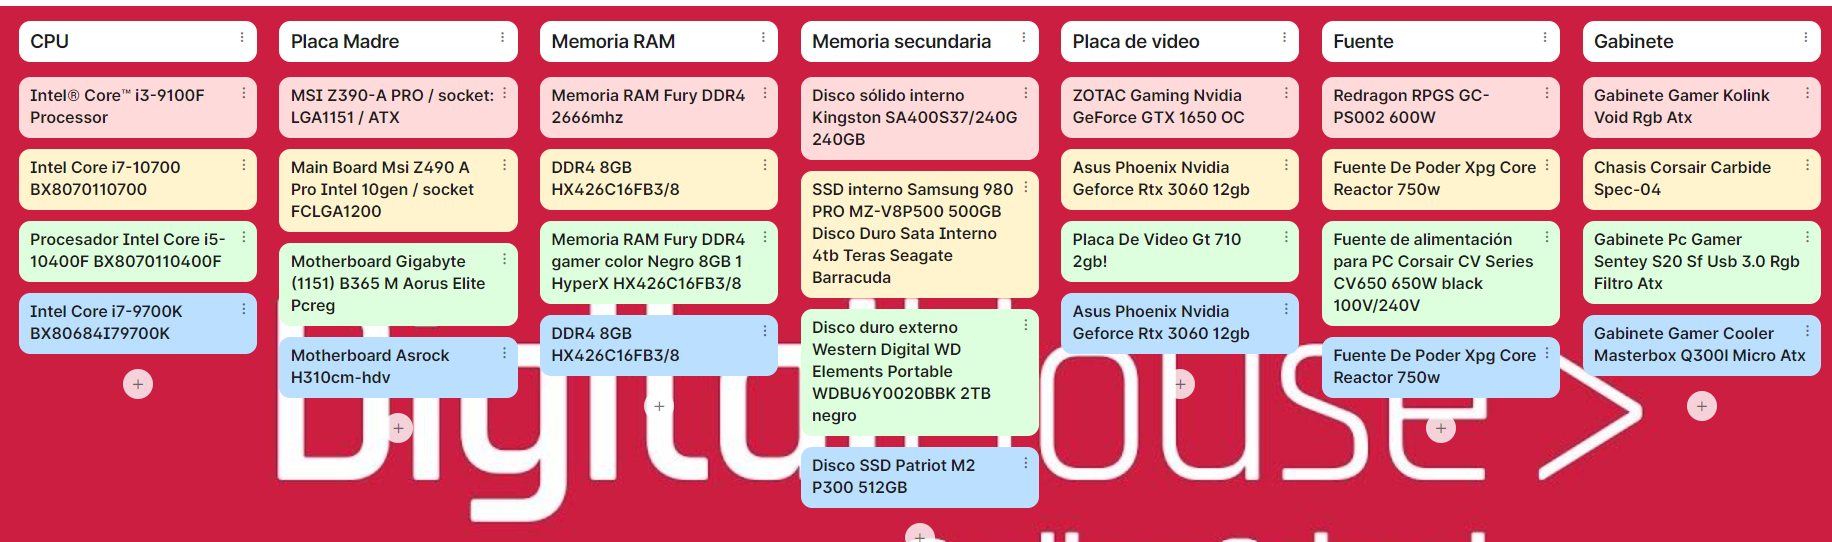 CPU
Intel® Core™ i3-9100F
Processor
Intel Core i7-10700
BX8070110700
Procesador Intel Core i5-
10400F BX8070110400F
Intel Core i7-9700K
BX80684I79700K
Placa Madre
MSI Z390-A PRO / socket:
LGA1151 / ATX
Main Board Msi Z490 A
Pro Intel 10gen / socket
FCLGA1200
Motherboard Gigabyte
(1151) B365 M Aorus Elite
Pcreg
Motherboard Asrock
H310cm-hdv
Memoria RAM
Memoria RAM Fury DDR4
2666mhz
DDR4 8GB
HX426C16FB3/8
Memoria RAM Fury DDR4
gamer color Negro 8GB 1
HyperX HX426C16FB3/8
DDR4 8GB
HX426C16FB3/8
Memoria secundaria
Disco sólido interno
Kingston SA400S37/240G
240GB
SSD interno Samsung 980
PRO MZ-V8P500 500GB
Disco Duro Sata Interno
4tb Teras Seagate
Barracuda
Disco duro externo
Western Digital WD
Elements Portable
WDBU6Y0020BBK 2TB
negro
Disco SSD Patriot M2
P300 512GB
Placa de video
ZOTAC Gaming Nvidia
GeForce GTX 1650 OC
Asus Phoenix Nvidia
Geforce Rtx 3060 12gb
Placa De Video Gt 710
2gb!
Asus Phoenix Nvidia
Geforce Rtx 3060 12gb
Fuente
Redragon RPGS GC-
PS002 600W
Fuente De Poder Xpg Core
Reactor 750w
Fuente de alimentación
para PC Corsair CV Series
CV650 650W black
100V/240V
Fuente De Poder Xpg Core
Reactor 750w
Gabinete
Gabinete Gamer Kolink
Void Rgb Atx
Chasis Corsair Carbide
Spec-04
Gabinete Pc Gamer
Sentey S20 Sf Usb 3.0 Rgb
Filtro Atx
Gabinete Gamer Cooler
Masterbox Q300l Micro Atx
DigitalHouse >